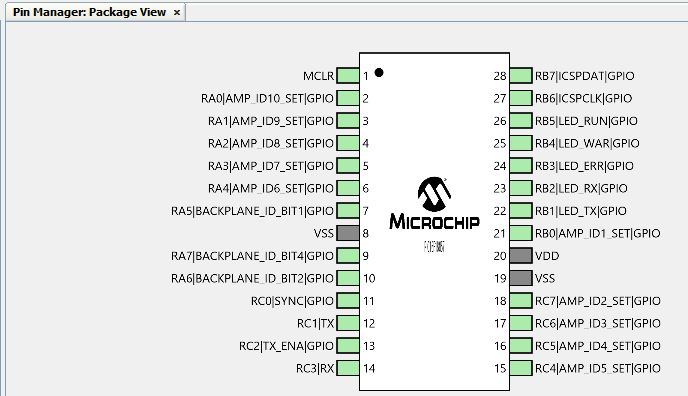 Pin Manager: Package View ×
MCLR 1 28 RB7|ICSPDAT|GPIO
RA0|AMP_ID10_SET|GPIO 2 27 RB6|ICSPCLK|GPIO
RA1|AMP_ID9_SET|GPIO 3 26 RB5|LED_RUN|GPIO
RA2|AMP_ID8_SET|GPIO 4 25 RB4|LED_WAR|GPIO
RA3|AMP_ID7_SET|GPIO 5 24 RB3|LED_ERR|GPIO
RA4|AMP_ID6_SET|GPIO 6 23 RB2|LED_RX|GPIO
RA5|BACKPLANE_ID_BIT1|GPIO 7 22 RB1|LED_TX|GPIO
VSS 8 MICROCHIP 21 RB0|AMP_ID1_SET|GPIO
RA7|BACKPLANE_ID_BIT4|GPIO 9 20 VDD
RA6|BACKPLANE_ID_BIT2|GPIO 10 19 VSS
RC0|SYNC|GPIO 11 18 RC7|AMP_ID2_SET|GPIO
RC1|TX 12 17 RC6|AMP_ID3_SET|GPIO
RC2|TX_ENA|GPIO 13 16 RC5|AMP_ID4_SET|GPIO
RC3|RX 14 15 RC4|AMP_ID5_SET|GPIO